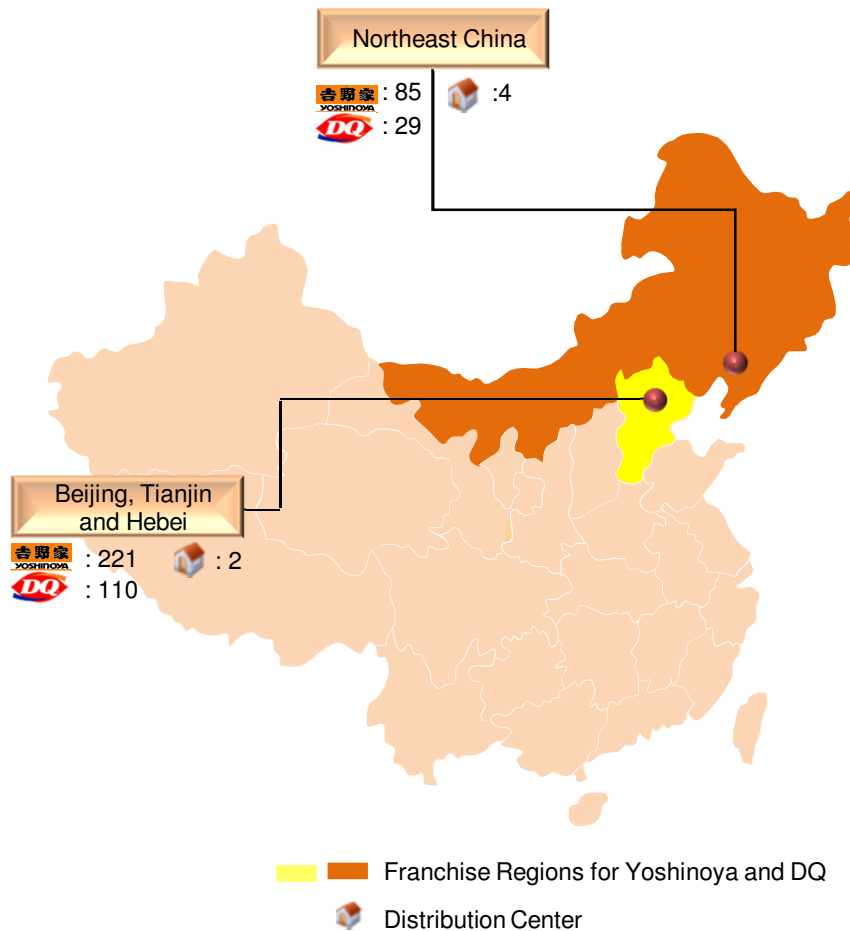 Northeast China
吉野家 : 85
YOSHINOYA
:4
DQ : 29
Beijing, Tianjin
and Hebei
吉野家 : 221
YOSHINOYA
: 2
DQ : 110
Franchise Regions for Yoshinoya and DQ
Distribution Center